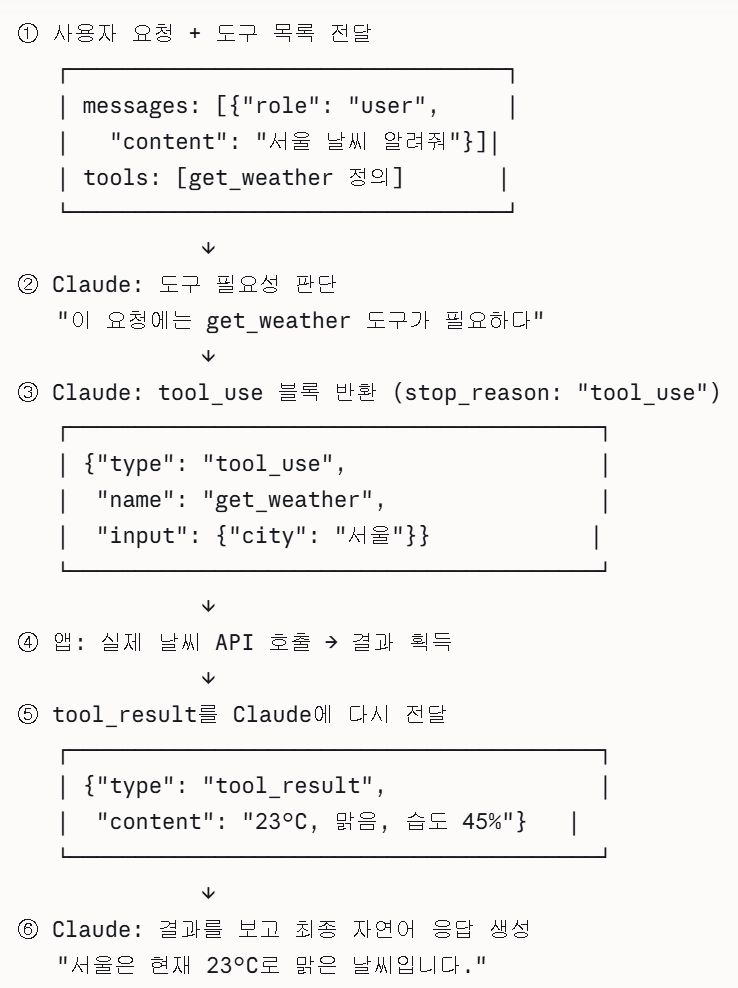 ① 사용자 요청 + 도구 목록 전달
┌─────────────────────────────────┐
│ messages: [{"role": "user",     │
│   "content": "서울 날씨 알려줘"}]│
│ tools: [get_weather 정의]       │
└─────────────────────────────────┘
↓
② Claude: 도구 필요성 판단
"이 요청에는 get_weather 도구가 필요하다"
↓
③ Claude: tool_use 블록 반환 (stop_reason: "tool_use")
┌────────────────────────────────────────┐
│ {"type": "tool_use",                   │
│  "name": "get_weather",                │
│  "input": {"city": "서울"}}            │
└────────────────────────────────────────┘
↓
④ 앱: 실제 날씨 API 호출 → 결과 획득
↓
⑤ tool_result를 Claude에 다시 전달
┌────────────────────────────────────────┐
│ {"type": "tool_result",                │
│  "content": "23°C, 맑음, 습도 45%"}   │
└────────────────────────────────────────┘
↓
⑥ Claude: 결과를 보고 최종 자연어 응답 생성
"서울은 현재 23°C로 맑은 날씨입니다."